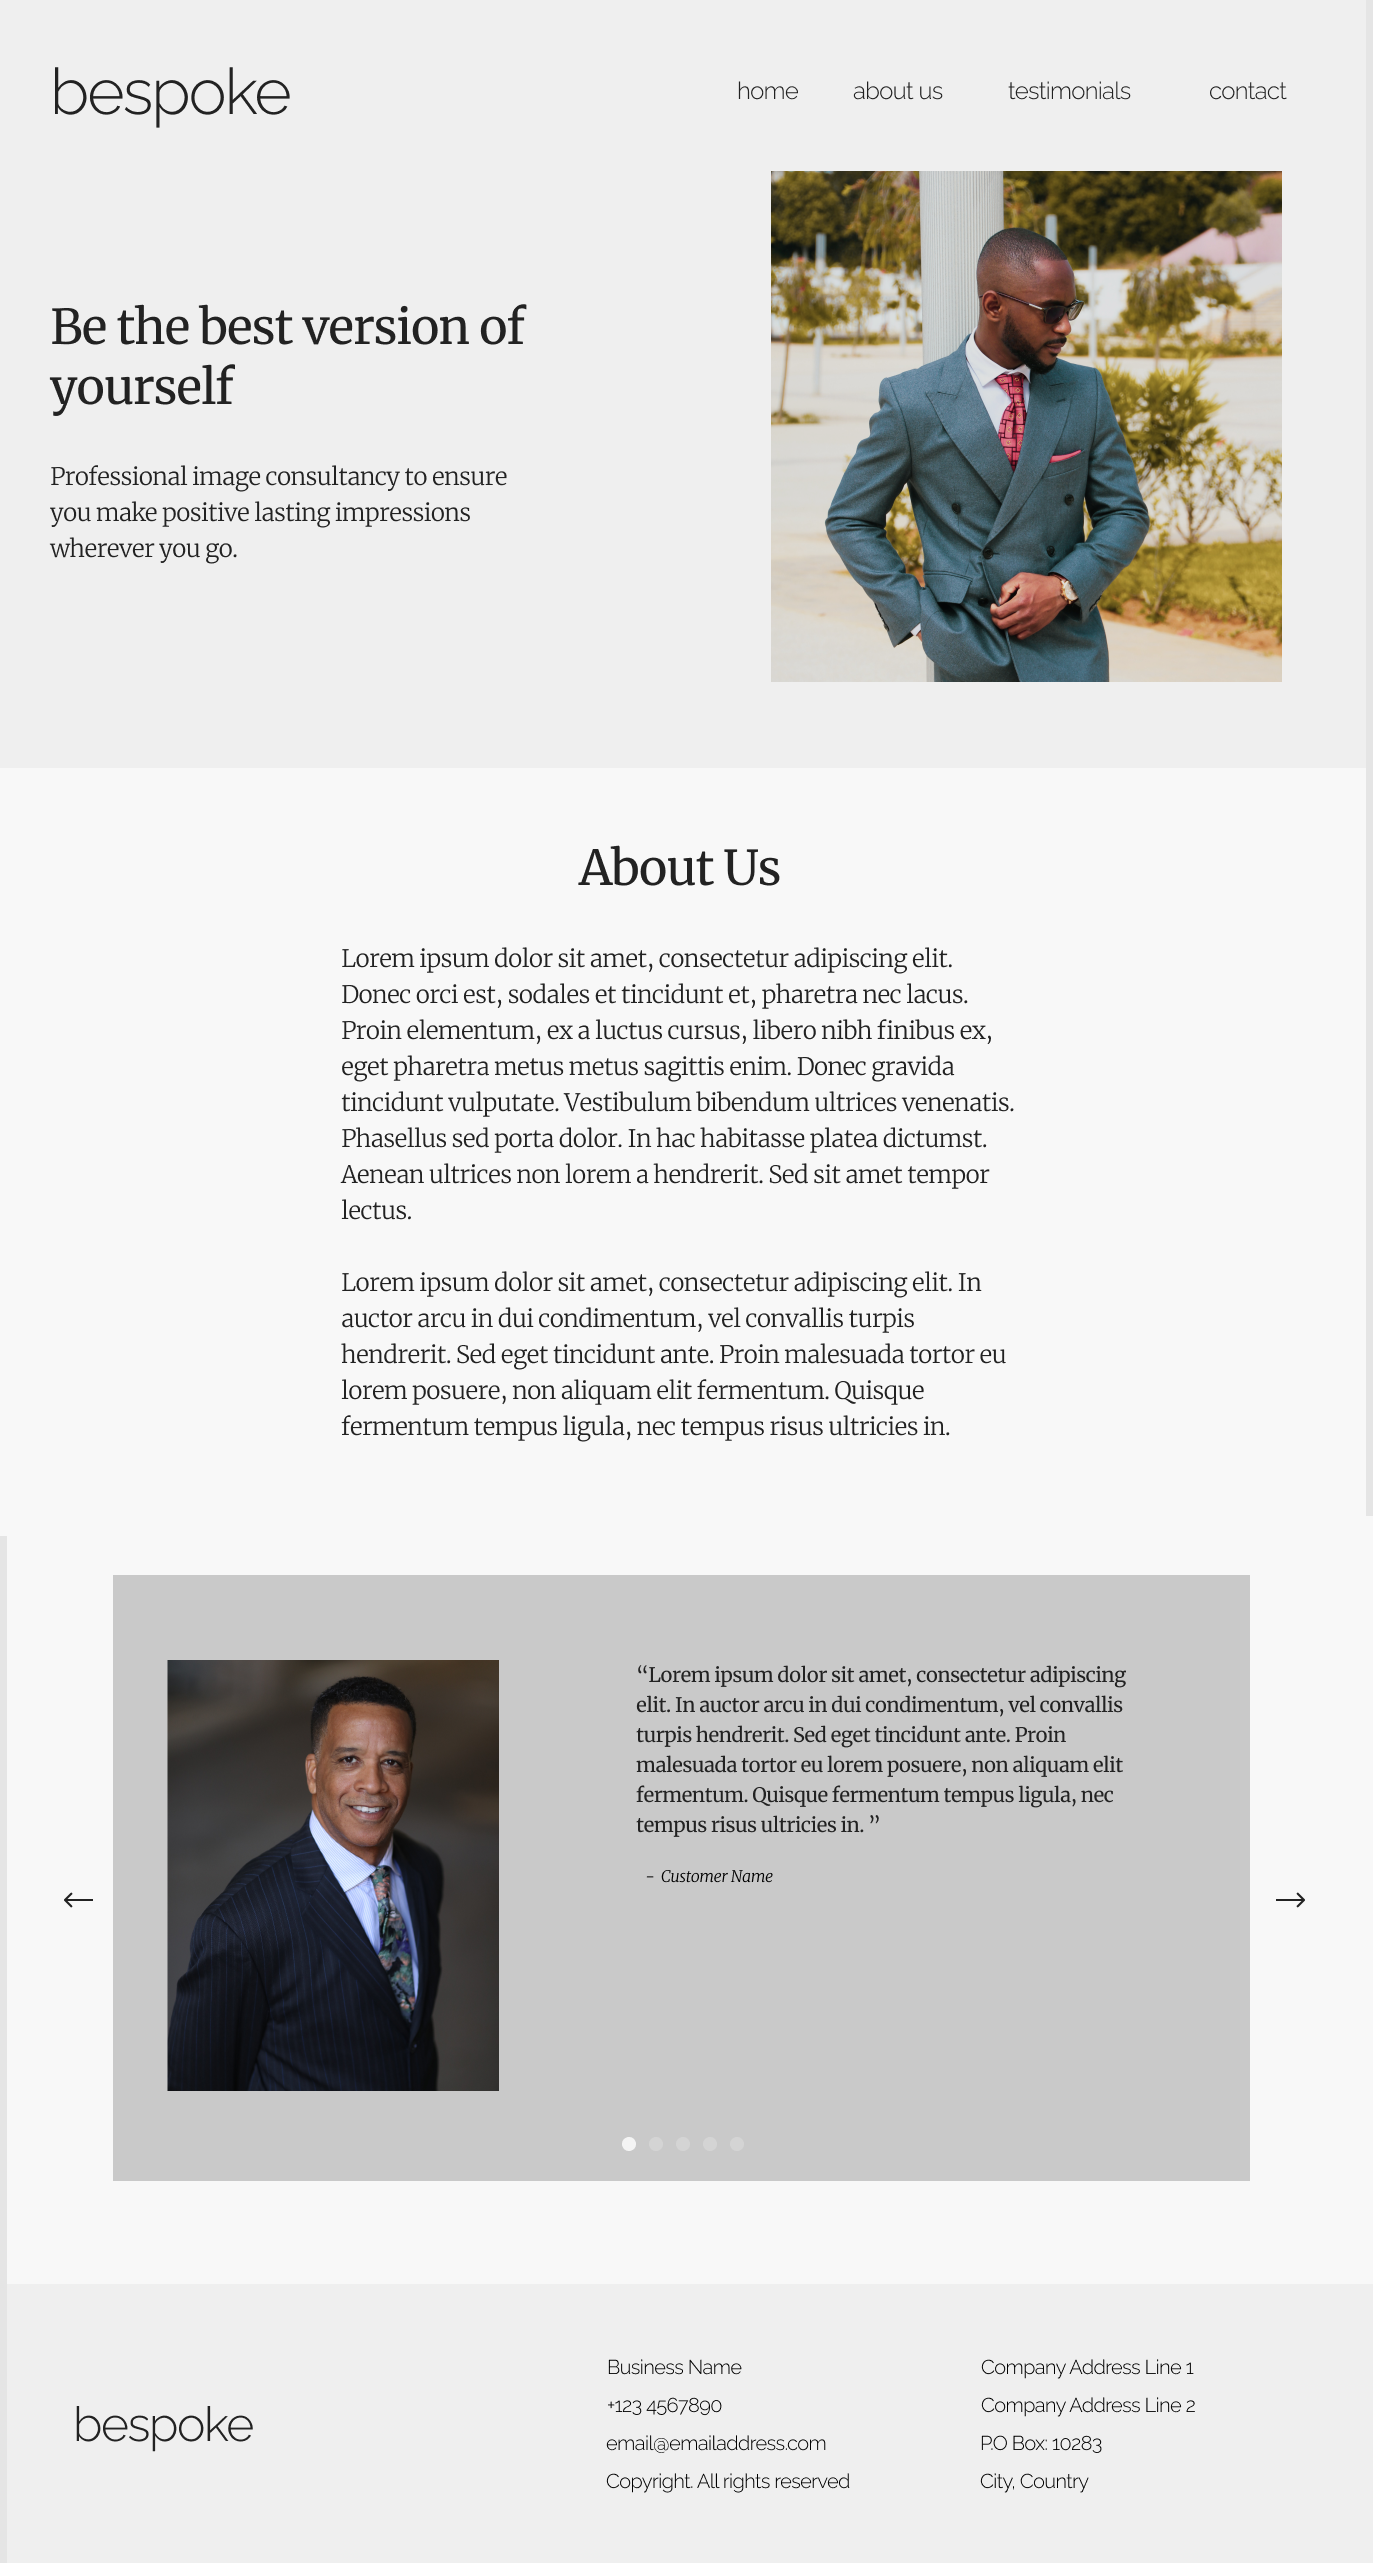 bespoke
home about us testimonials contact
Be the best version of
yourself
Professional image consultancy to ensure
you make positive lasting impressions
wherever you go.
About Us
Lorem ipsum dolor sit amet, consectetur adipiscing elit.
Donec orci est, sodales et tincidunt et, pharetra nec lacus.
Proin elementum, ex a luctus cursus, libero nibh finibus ex,
eget pharetra metus metus sagittis enim. Donec gravida
tincidunt vulputate. Vestibulum bibendum ultrices venenatis.
Phasellus sed porta dolor. In hac habitasse platea dictumst.
Aenean ultrices non lorem a hendrerit. Sed sit amet tempor
lectus.
Lorem ipsum dolor sit amet, consectetur adipiscing elit. In
auctor arcu in dui condimentum, vel convallis turpis
hendrerit. Sed eget tincidunt ante. Proin malesuada tortor eu
lorem posuere, non aliquam elit fermentum. Quisque
fermentum tempus ligula, nec tempus risus ultricies in.
“Lorem ipsum dolor sit amet, consectetur adipiscing
elit. In auctor arcu in dui condimentum, vel convallis
turpis hendrerit. Sed eget tincidunt ante. Proin
malesuada tortor eu lorem posuere, non aliquam elit
fermentum. Quisque fermentum tempus ligula, nec
tempus risus ultricies in. ”
- Customer Name
bespoke
Business Name
+123 4567890
email@emailaddress.com
Copyright. All rights reserved
Company Address Line 1
Company Address Line 2
P.O Box: 10283
City, Country